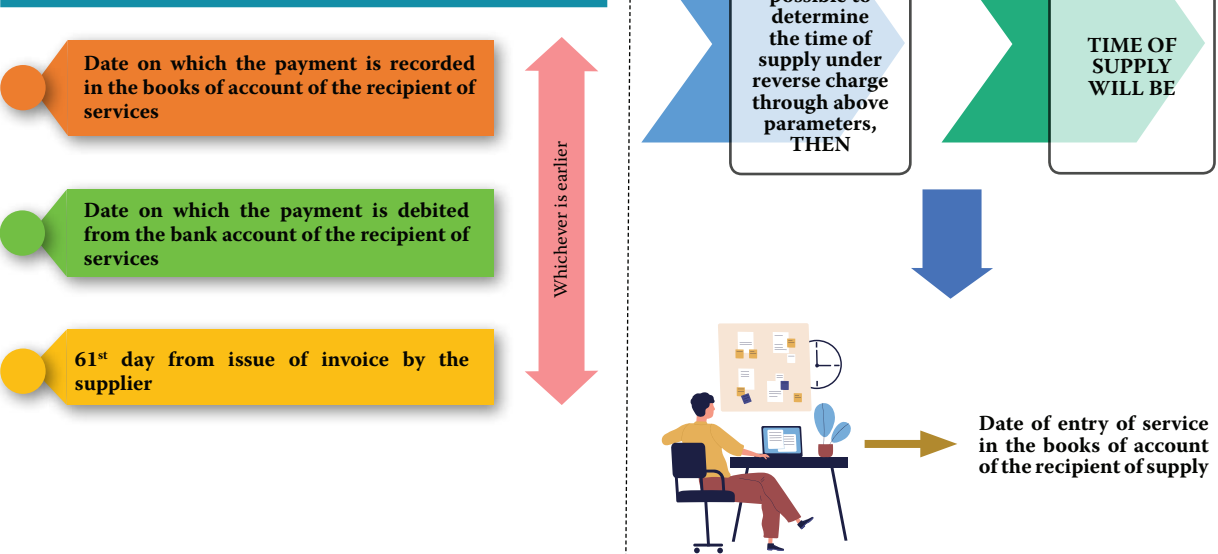 Date on which the payment is recorded
in the books of account of the recipient of
services
Date on which the payment is debited
from the bank account of the recipient of
services
61st day from issue of invoice by the
supplier
Whichever is earlier
possible to
determine
the time of
supply under
reverse charge
through above
parameters,
THEN
TIME OF
SUPPLY
WILL BE
Date of entry of service
in the books of account
of the recipient of supply